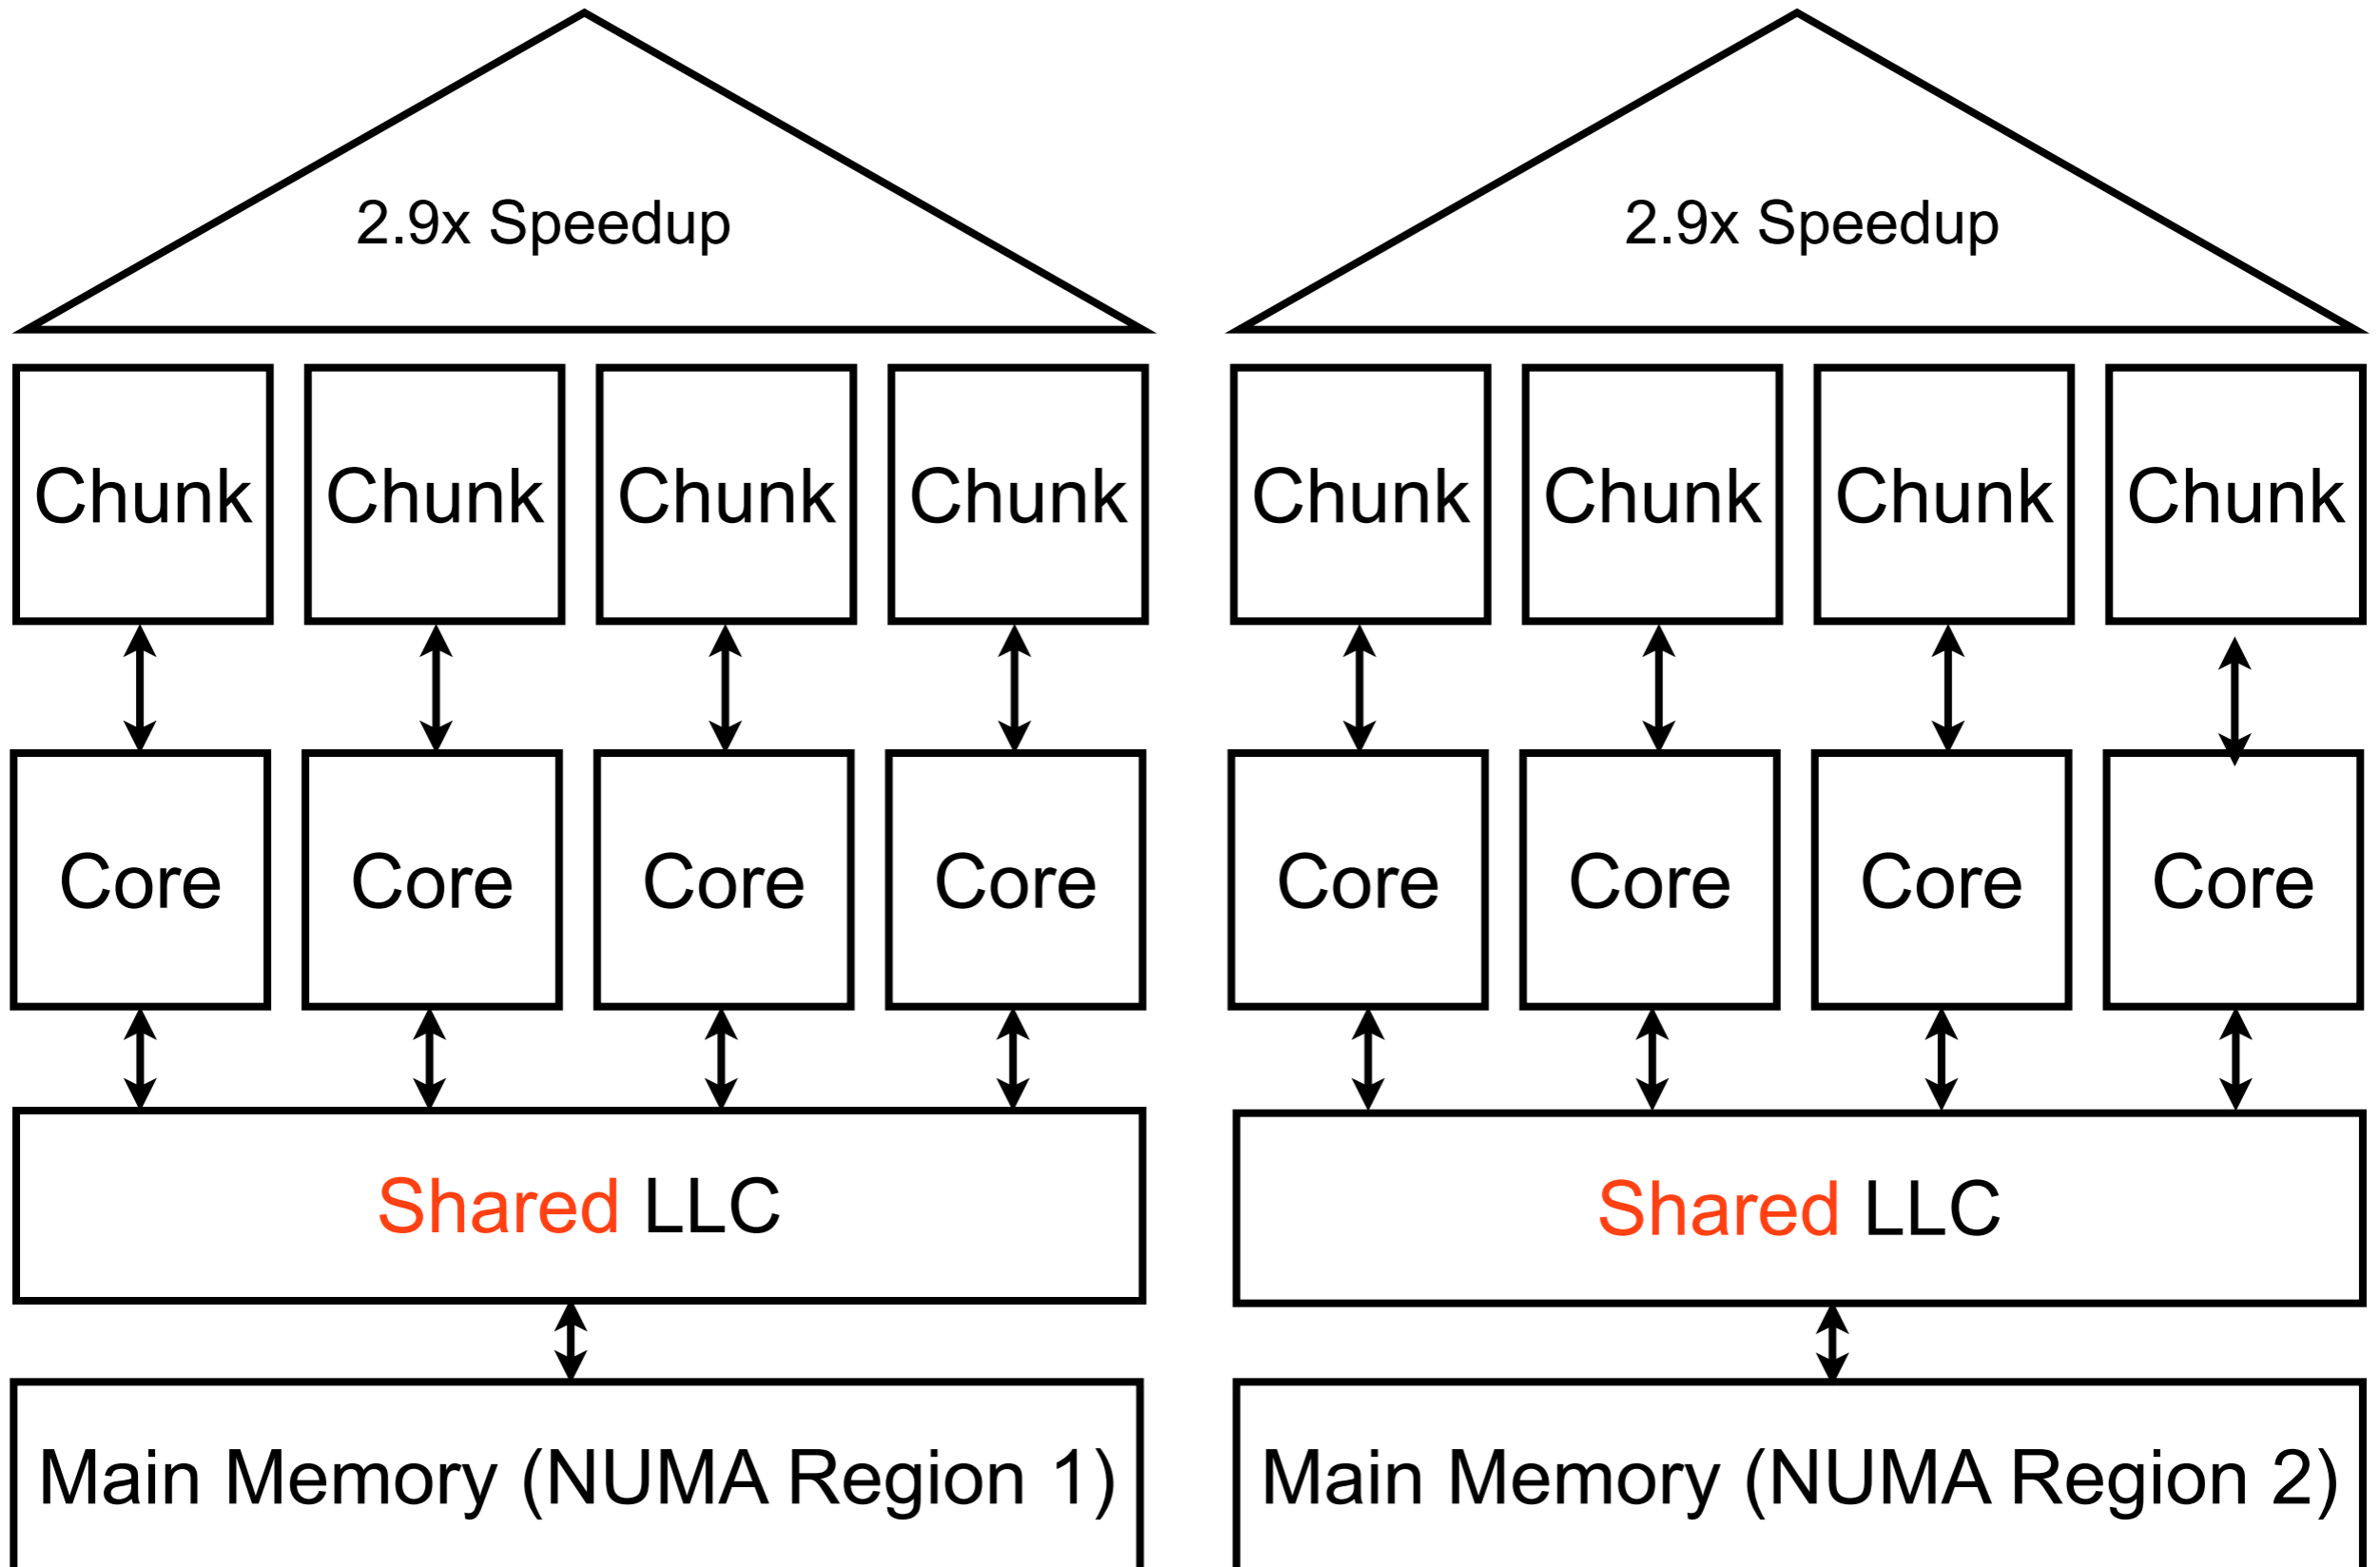 2.9x Speedup
2.9x Speedup
Chunk Chunk Chunk Chunk Chunk Chunk Chunk Chunk
Core Core Core Core Core Core Core Core
Shared LLC
Shared LLC
Main Memory (NUMA Region 1)
Main Memory (NUMA Region 2)